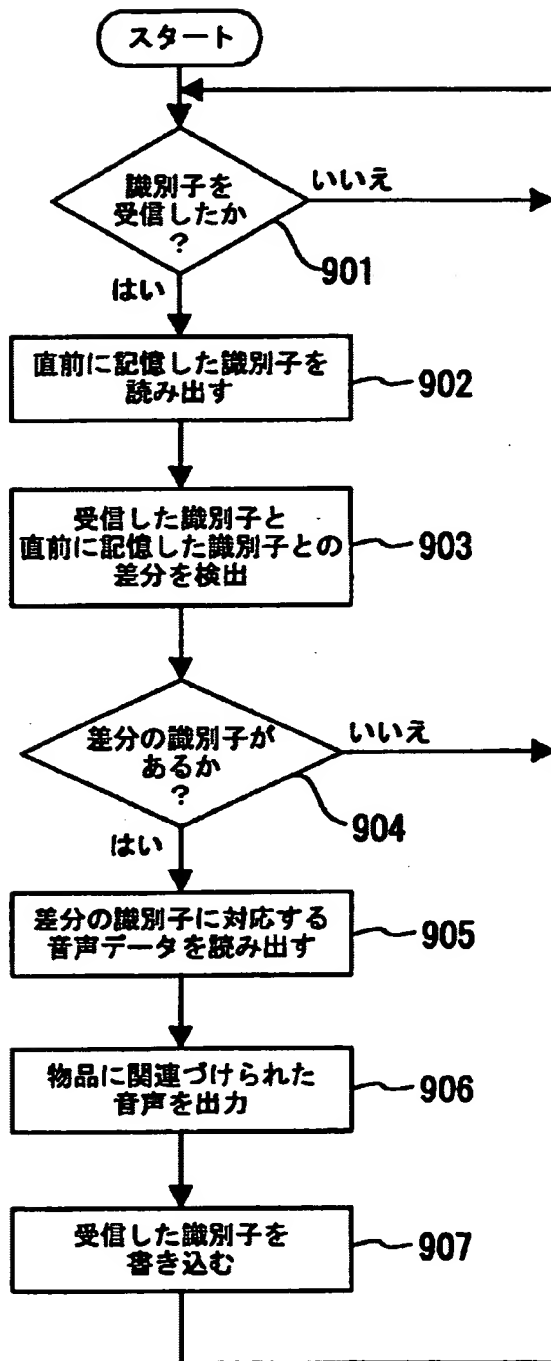 スタート
識別子を
受信したか
?
いいえ
901
はい
直前に記憶した識別子を
読み出す
902
受信した識別子と
直前に記憶した識別子との
差分を検出
903
差分の識別子が
あるか
?
いいえ
904
はい
差分の識別子に対応する
音声データを読み出す
905
物品に関連づけられた
音声を出力
906
受信した識別子を
書き込む
907